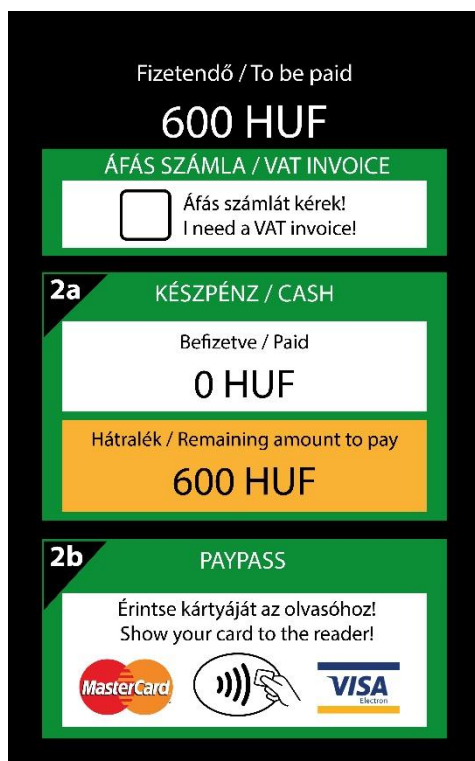 Fizetendő / To be paid
600 HUF
ÁFÁS SZÁMLA / VAT INVOICE
Áfás számlát kérek!
I need a VAT invoice!
2a
KÉSZPÉNZ / CASH
Befizetve / Paid
0 HUF
Hátralék / Remaining amount to pay
600 HUF
2b
PAYPASS
Érintse kártyáját az olvasóhoz!
Show your card to the reader!
MasterCard
VISA
Electron